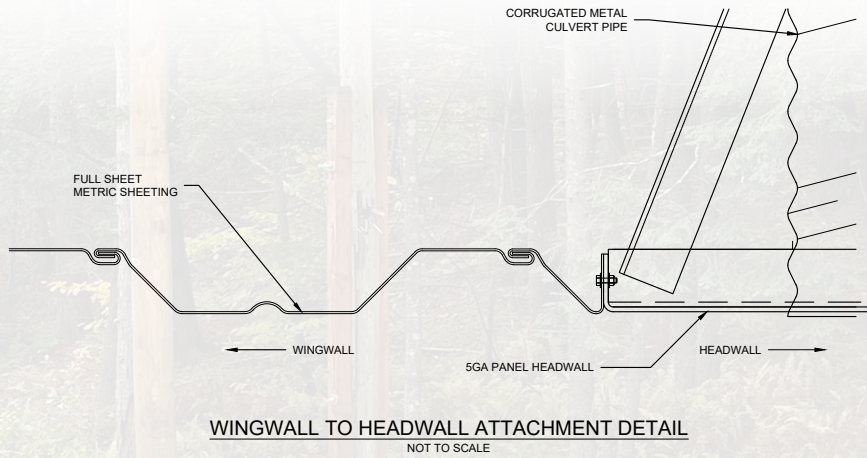 CORRUGATED METAL
CULVERT PIPE
FULL SHEET
METRIC SHEETING
WINGWALL
5GA PANEL HEADWALL
HEADWALL
WINGWALL TO HEADWALL ATTACHMENT DETAIL
NOT TO SCALE